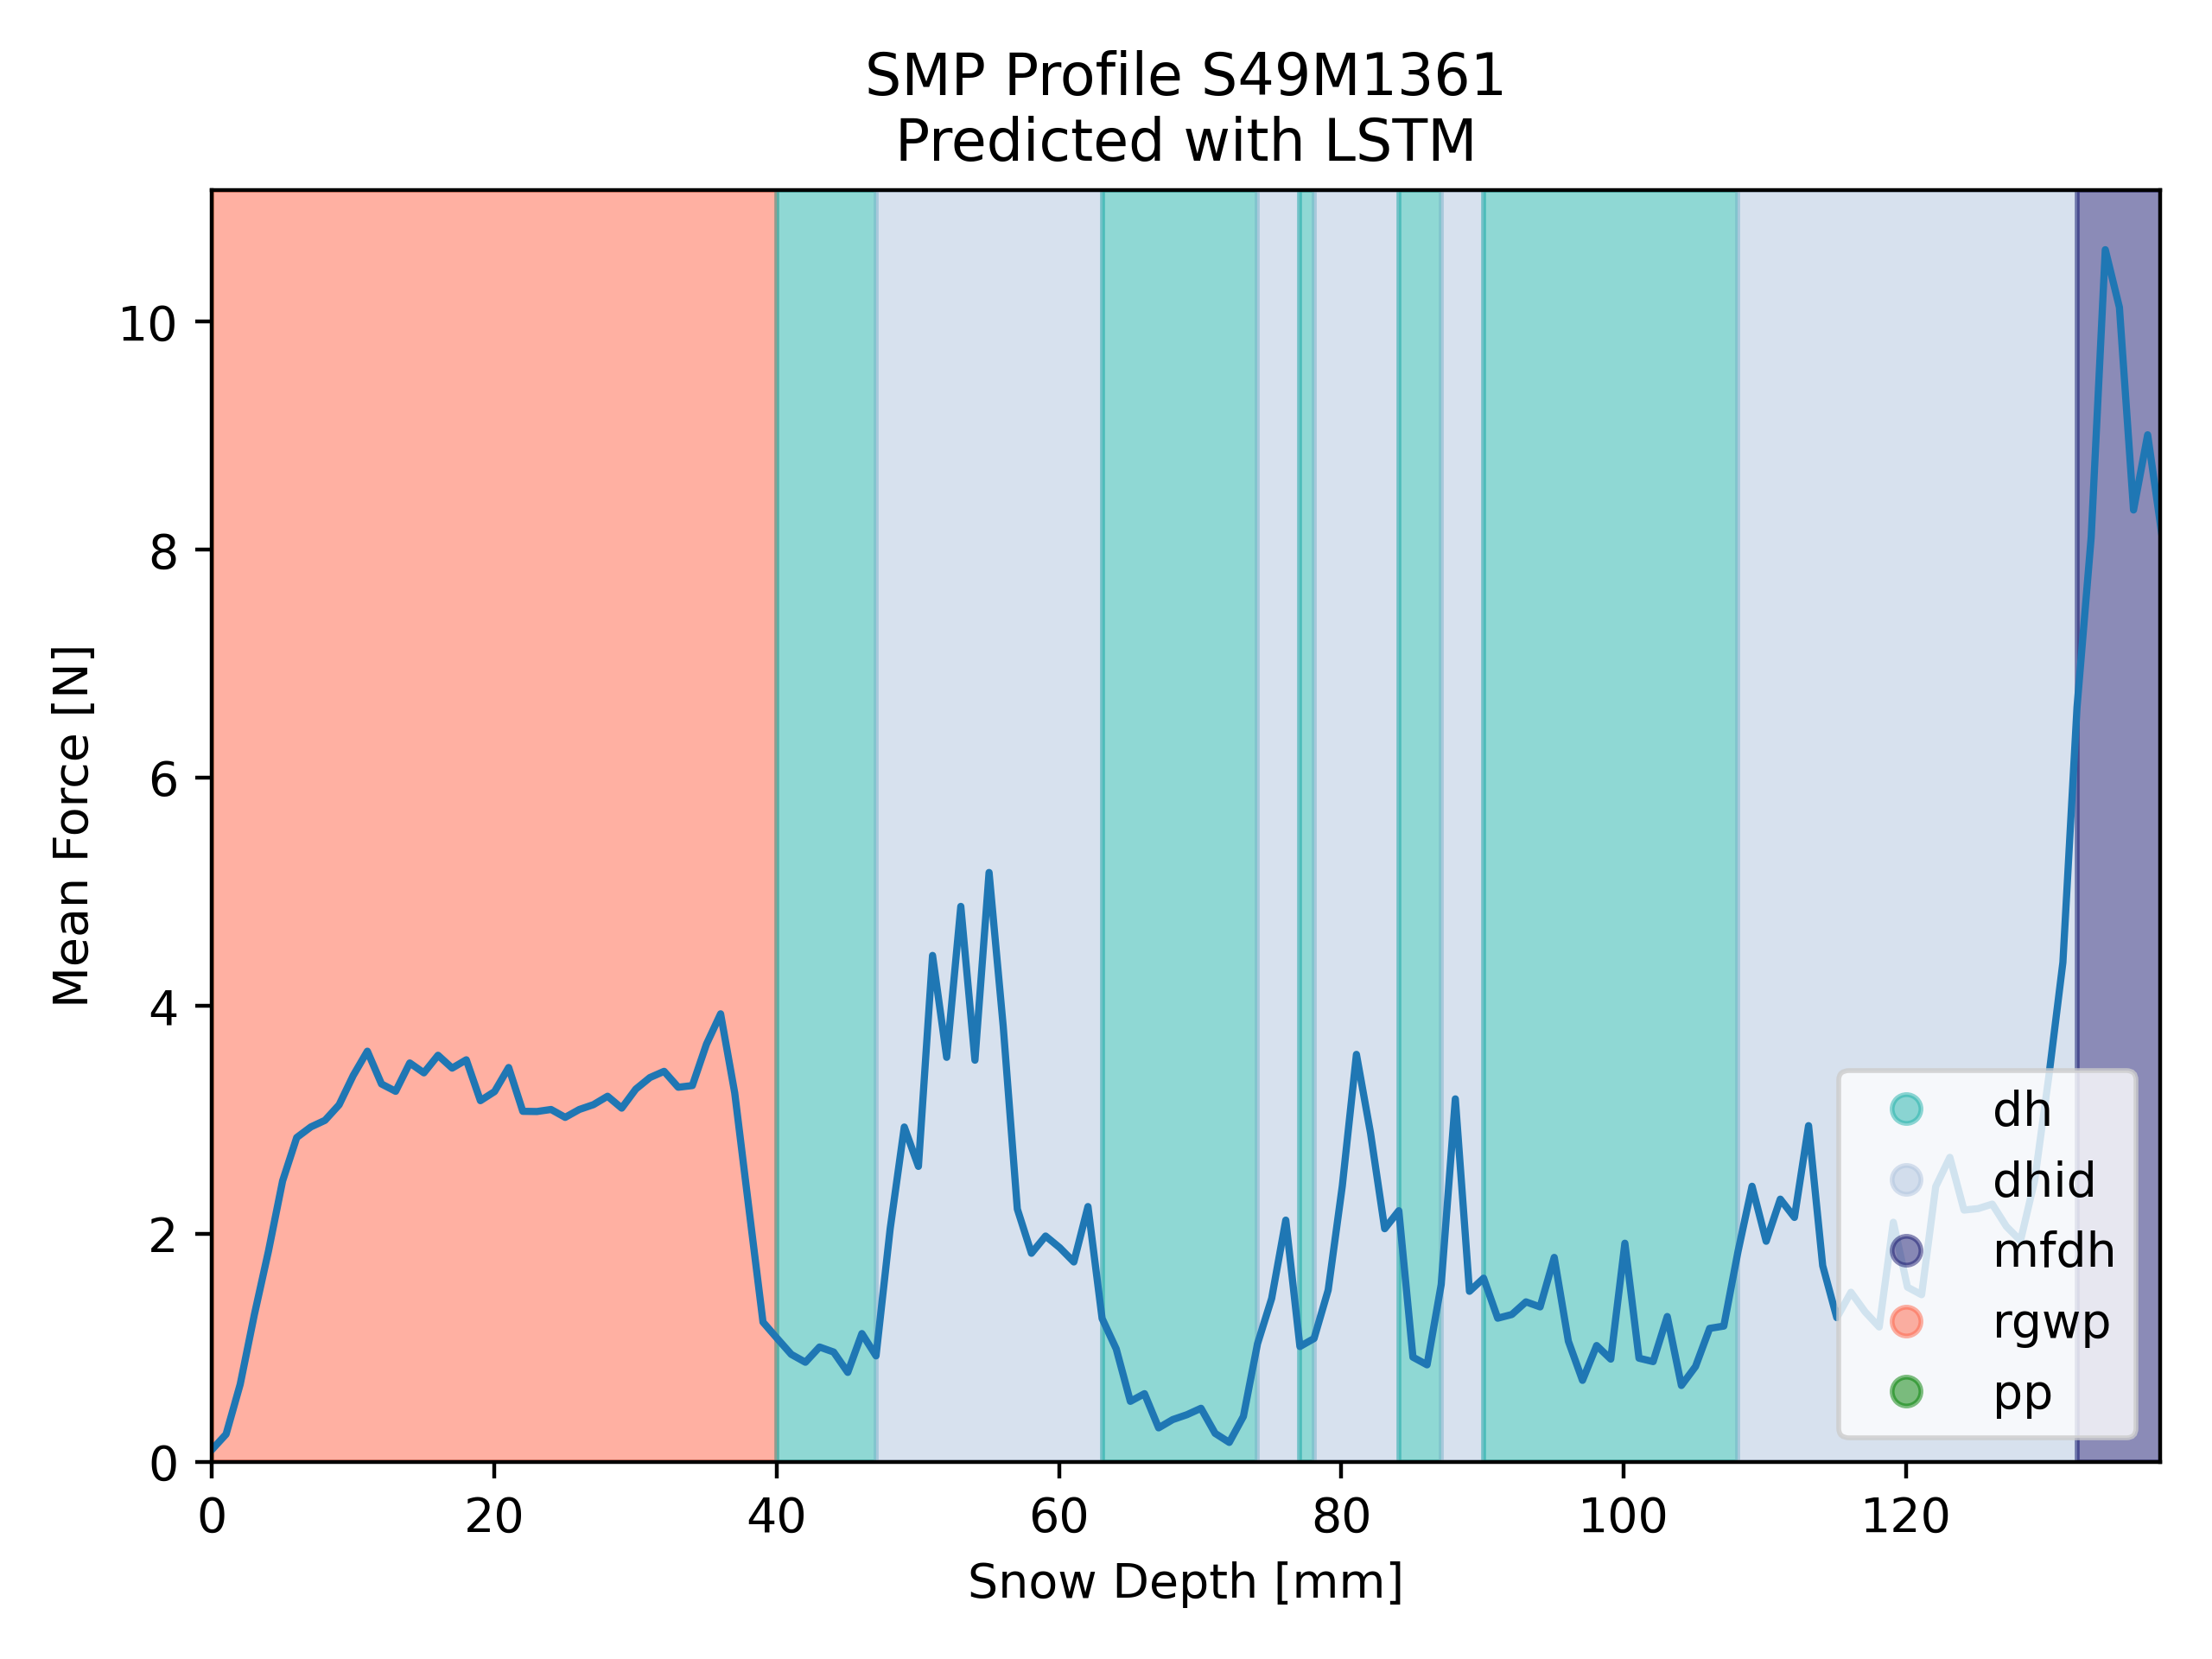 SMP Profile S49M1361
Predicted with LSTM
Mean Force [N]
10
8
6
4
2
0
0 20 40 60 80 100 120
Snow Depth [mm]
dh
dhid
mfdh
rgwp
pp